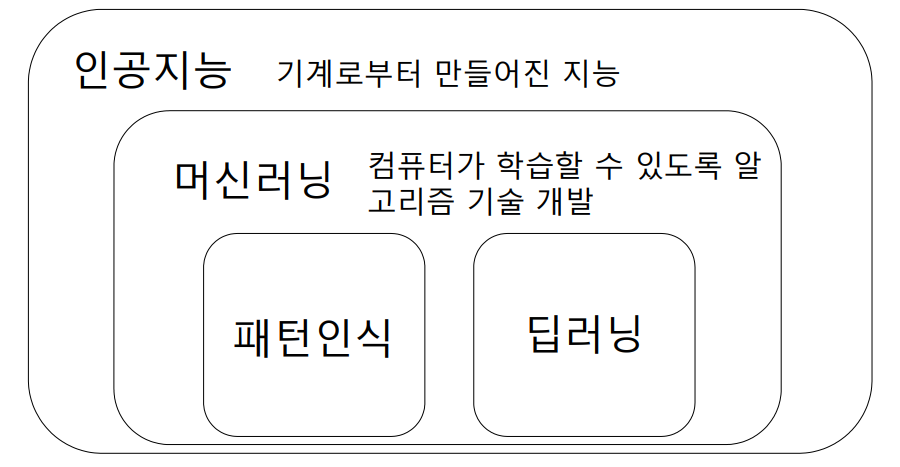 인공지능 기계로부터 만들어진 지능
머신러닝 컴퓨터가 학습할 수 있도록 알
고리즘 기술 개발
패턴인식 딥러닝